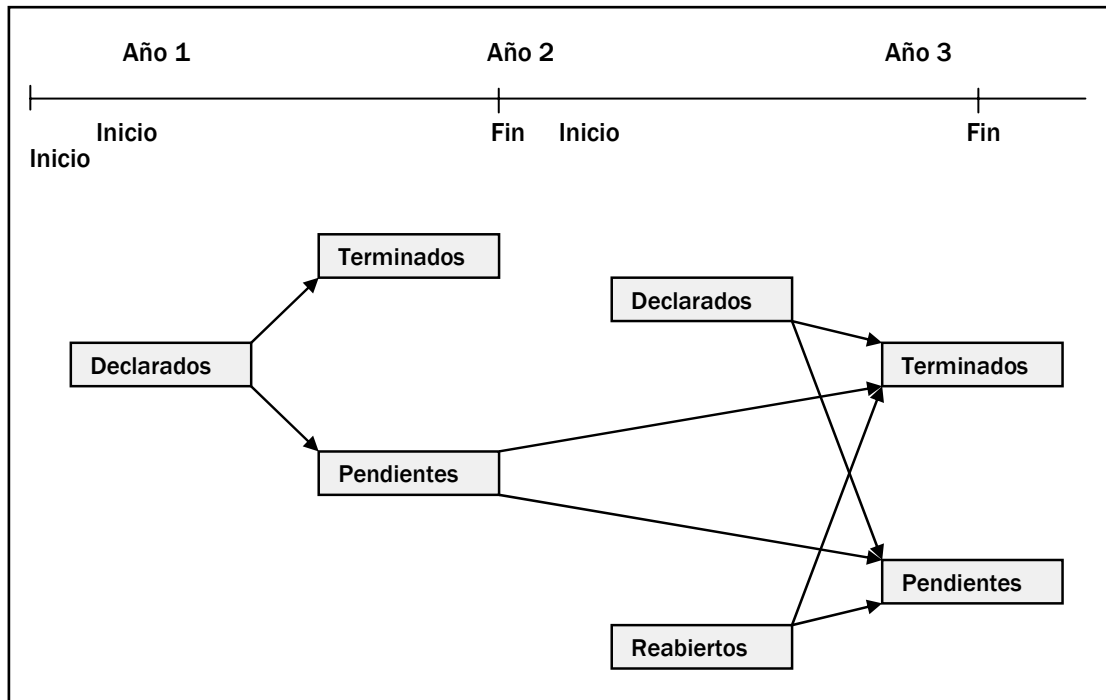 Año 1 Año 2 Año 3
Inicio Fin Inicio Fin
Inicio
Terminados
Declarados
Declarados
Terminados
Pendientes
Pendientes
Reabiertos